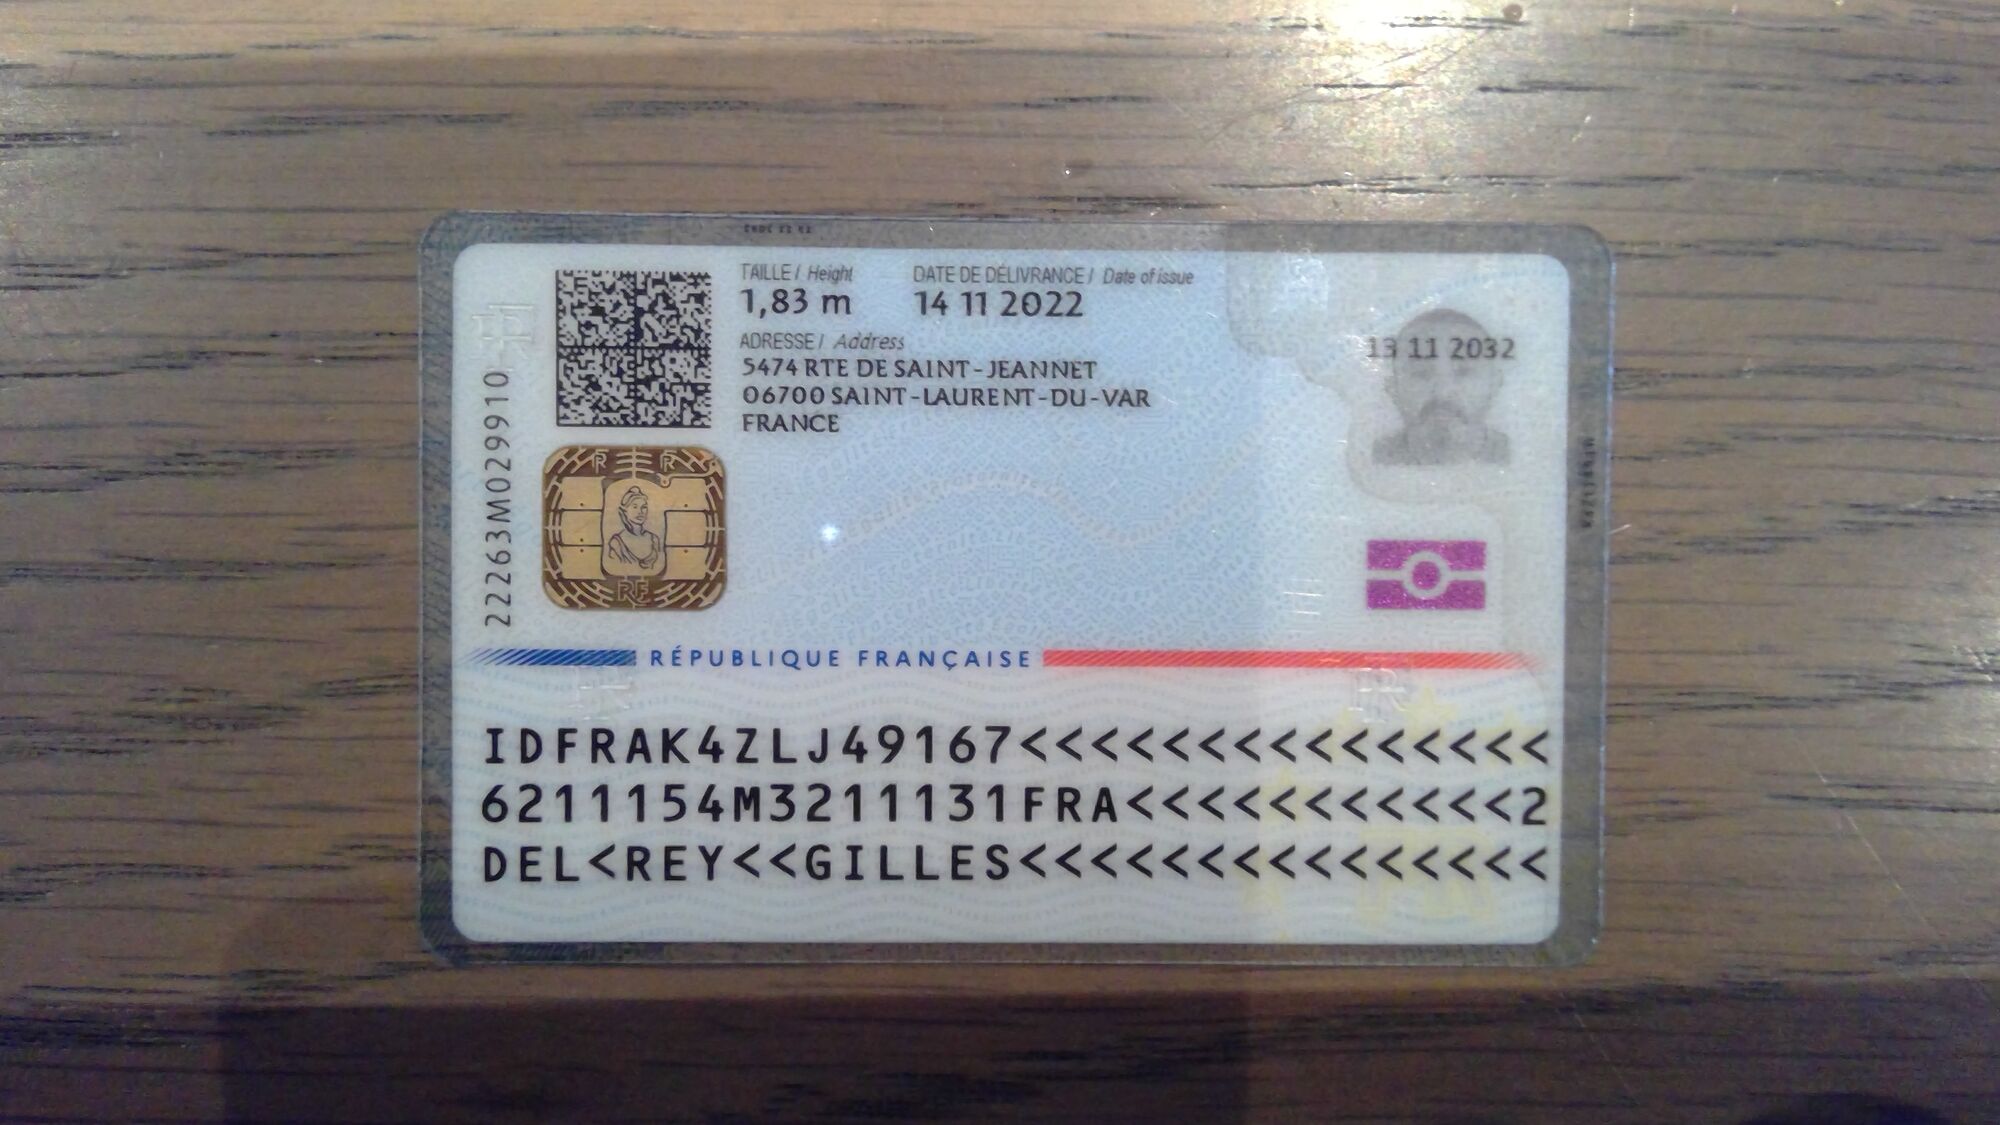 TAILLE / Height
1,83 m
DATE DE DÉLIVRANCE / Date of issue
14 11 2022
ADRESSE / Address
5474 RTE DE SAINT-JEANNET
06700 SAINT-LAURENT-DU-VAR
FRANCE
13 11 2032
22263M029910
RÉPUBLIQUE FRANÇAISE
IDFRAK4ZLJ49167<<<<<<<<<<<<<<<
6211154M3211131FRA<<<<<<<<<<<2
DEL<REY<<GILLES<<<<<<<<<<<<<<<